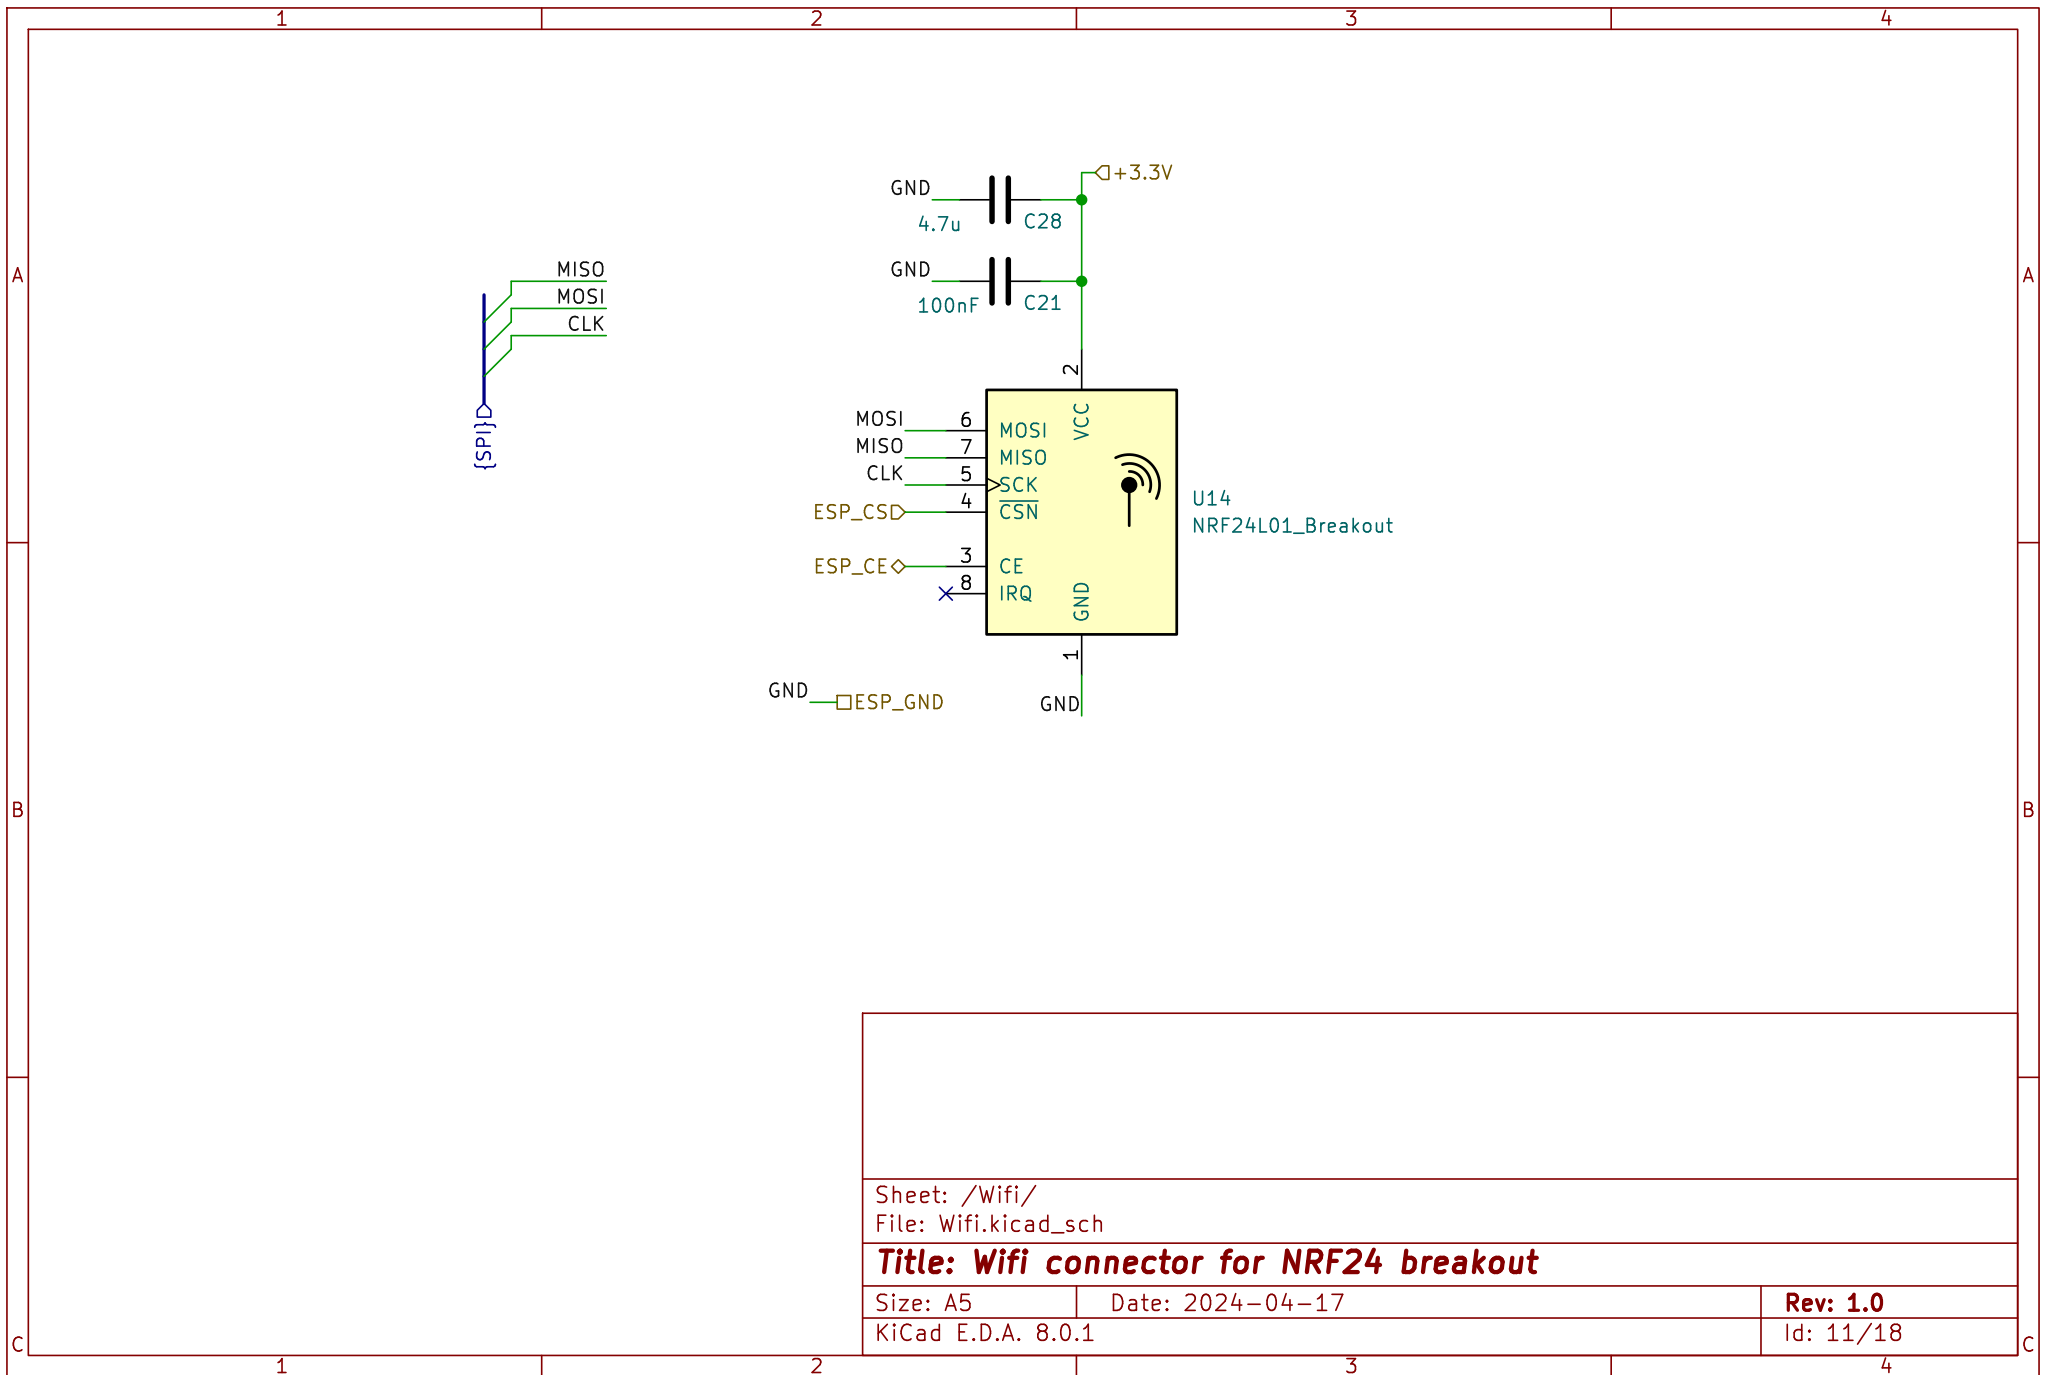 1 2 3 4
+3.3V
GND
4.7u C28
GND
100nF C21
MISO
MOSI
CLK
{SPI}
A A
2
VCC
MOSI 6 MOSI
MISO 7 MISO
CLK 5 SCK
ESP_CS 4 CSN
ESP_CE 3 CE
8 IRQ
GND
1
GND
U14
NRF24L01_Breakout
GND ESP_GND
B B
Sheet: /Wifi/
File: Wifi.kicad_sch
Title: Wifi connector for NRF24 breakout
Size: A5 Date: 2024-04-17 Rev: 1.0
KiCad E.D.A. 8.0.1 Id: 11/18
C C
1 2 3 4